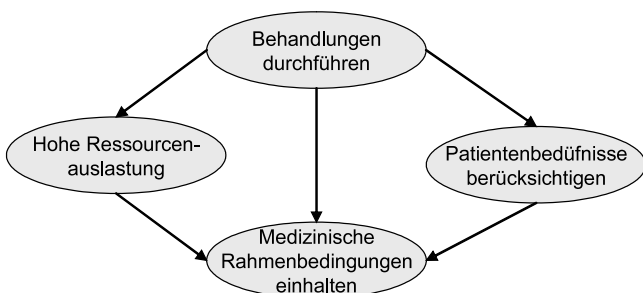 Behandlungen
durchführen
Hohe Ressourcen-
auslastung
Patientenbedüfnisse
berücksichtigen
Medizinische
Rahmenbedingungen
einhalten